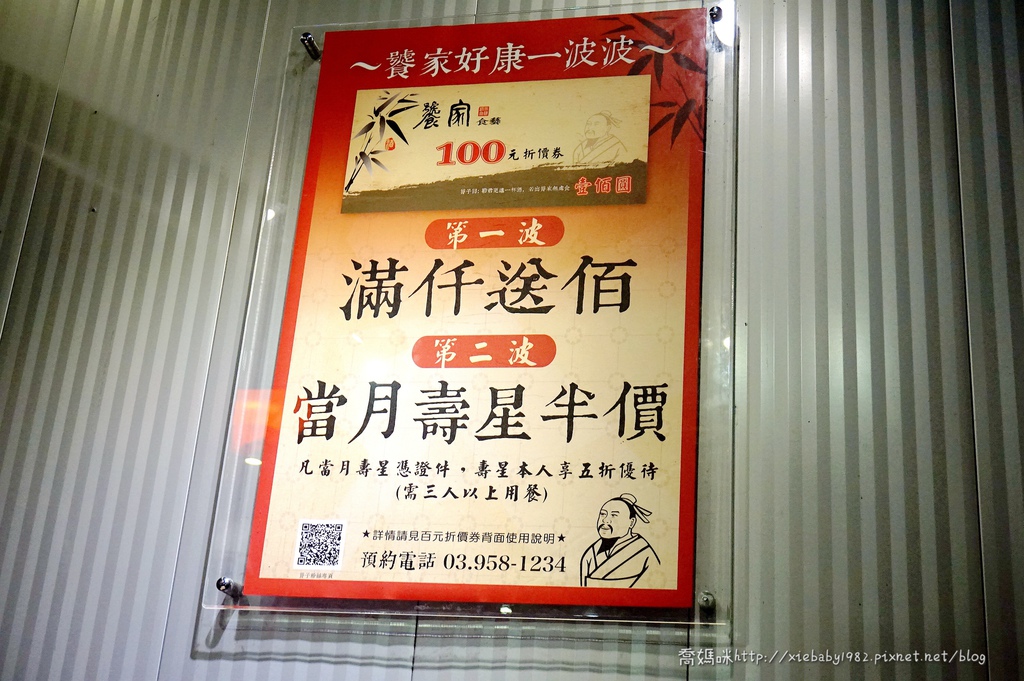 ～饕家好康一波波～
饕家 食藝
100元折價券
壹佰圓
第一波
滿仟送佰
第二波
當月壽星半價
凡當月壽星憑證件，壽星本人享五折優待
(需三人以上用餐)
★詳情請見百元折價券背面使用說明★
預約電話 03.958-1234
喬媽咪http://xiebaby1982.pixnet.net/blog